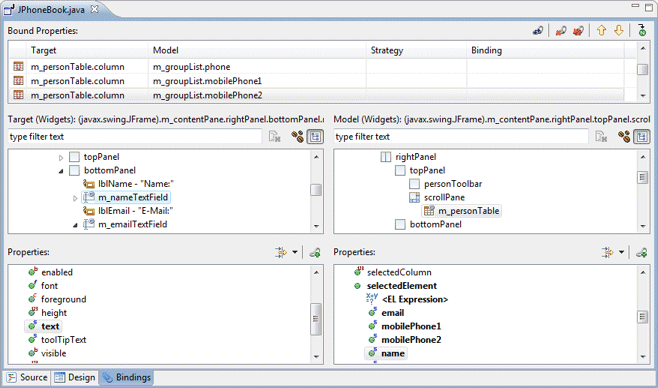 JPhoneBook.java
Bound Properties:
Target Model Strategy Binding
m_personTable.column m_groupList.phone
m_personTable.column m_groupList.mobilePhone1
m_personTable.column m_groupList.mobilePhone2
Target (Widgets): (javax.swing.JFrame).m_contentPane.rightPanel.bottomPanel.r
type filter text
topPanel
bottomPanel
lblName - "Name:"
m_nameTextField
lblEmail - "E-Mail:"
m_emailTextField
Model (Widgets): (javax.swing.JFrame).m_contentPane.rightPanel.topPanel.scrol
type filter text
rightPanel
topPanel
personToolbar
scrollPane
m_personTable
bottomPanel
Properties:
enabled
font
foreground
height
text
toolTipText
visible
Properties:
selectedColumn
selectedElement
<EL Expression>
email
mobilePhone1
mobilePhone2
name
Source Design Bindings